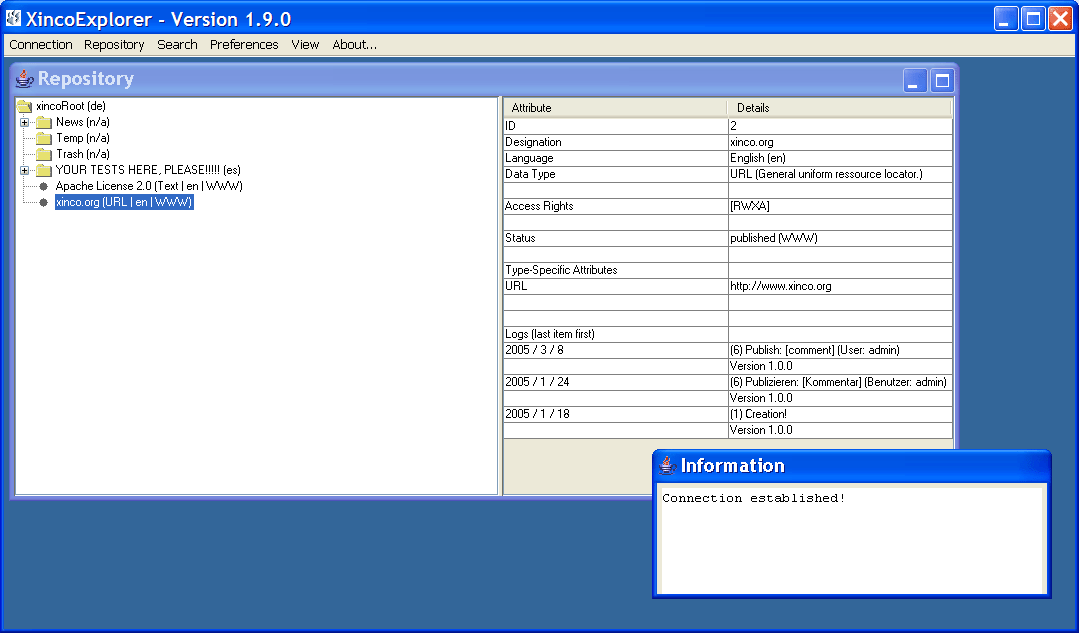 XincoExplorer - Version 1.9.0
Connection Repository Search Preferences View About...
Repository
xincoRoot (de)
News (n/a)
Temp (n/a)
Trash (n/a)
YOUR TESTS HERE, PLEASE!!!!! (es)
Apache License 2.0 (Text | en | WWW)
xinco.org (URL | en | WWW)
Attribute Details
ID 2
Designation xinco.org
Language English (en)
Data Type URL (General uniform ressource locator.)
Access Rights [RWXA]
Status published (WWW)
Type-Specific Attributes
URL http://www.xinco.org
Logs (last item first)
2005 / 3 / 8 (6) Publish: [comment] (User: admin)
Version 1.0.0
2005 / 1 / 24 (6) Publizieren: [Kommentar] (Benutzer: admin)
Version 1.0.0
2005 / 1 / 18 (1) Creation!
Version 1.0.0
Information
Connection established!